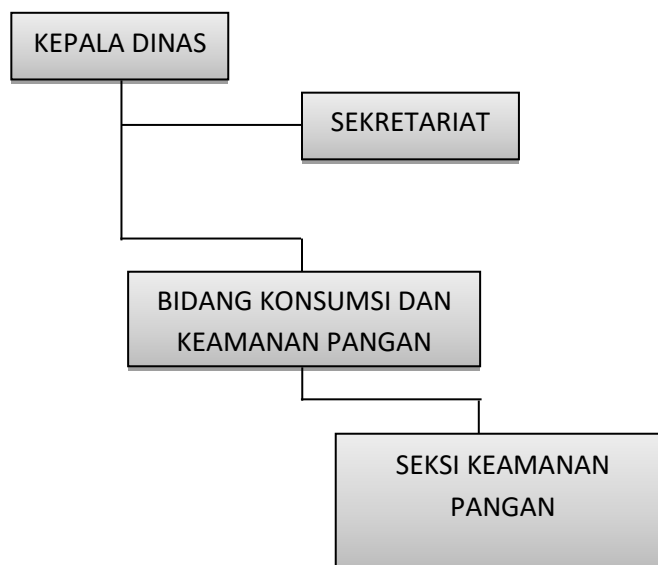 KEPALA DINAS
SEKRETARIAT
BIDANG KONSUMSI DAN
KEAMANAN PANGAN
SEKSI KEAMANAN
PANGAN